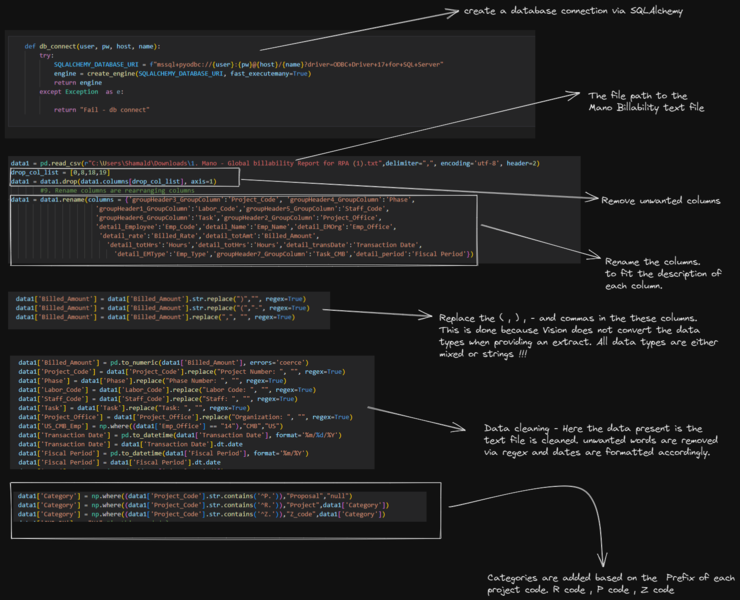 create a database connection via SQLAlchemy
def db_connect(user, pw, host, name):
try:
SQLALCHEMY_DATABASE_URI = f"mssql+pyodbc://{user}:{pw}@{host}/{name}?driver=ODBC+Driver+17+for+SQL+Server"
engine = create_engine(SQLALCHEMY_DATABASE_URI, fast_executemany=True)
return engine
except Exception as e:
return "Fail - db connect"
The file path to the
Mano Billability text file
data1 = pd.read_csv(r"C:\Users\Shamald\Downloads\1. Mano - Global billability Report for RPA (1).txt",delimiter=",", encoding='utf-8', header=2)
drop_col_list = [0,8,18,19]
data1 = data1.drop(data1.columns[drop_col_list], axis=1)
#9. Rename columns are rearranging columns
data1 = data1.rename(columns = {'groupHeader3_GroupColumn':'Project_Code', 'groupHeader4_GroupColumn':'Phase',
'groupHeader2_GroupColumn':'Labor_Code','groupHeader5_GroupColumn':'Staff_Code',
'groupHeader6_GroupColumn':'Task','groupHeader2_GroupColumn':'Project_Office',
'detail_Employee':'Emp_Code','detail_Name':'Emp_Name','detail_EMOrg':'Emp_Office',
'detail_rate':'Billed_Rate','detail_totAmt':'Billed_Amount',
'detail_totHrs':'Hours','detail_totHrs':'Hours','detail_transDate':'Transaction Date',
'detail_EMType':'Emp_Type','groupHeader7_GroupColumn':'Task_CMB','detail_period':'Fiscal Period'})
Remove unwanted columns
Rename the columns.
to fit the description of
each column.
data1['Billed_Amount'] = data1['Billed_Amount'].str.replace(")","", regex=True)
data1['Billed_Amount'] = data1['Billed_Amount'].str.replace("(","-", regex=True)
data1['Billed_Amount'] = data1['Billed_Amount'].str.replace(",", "", regex=True)
Replace the ( , ) , - and commas in the these columns.
This is done because Vision does not convert the data
types when providing an extract. All data types are either
mixed or strings !!!
data1['Billed_Amount'] = pd.to_numeric(data1['Billed_Amount'], errors='coerce')
data1['Project_Code'] = data1['Project_Code'].replace("Project Number: ", "", regex=True)
data1['Phase'] = data1['Phase'].replace("Phase Number: ", "", regex=True)
data1['Labor_Code'] = data1['Labor_Code'].replace("Labor Code: ", "", regex=True)
data1['Staff_Code'] = data1['Staff_Code'].replace("Staff: ", "", regex=True)
data1['Task'] = data1['Task'].replace("Task: ", "", regex=True)
data1['Project_Office'] = data1['Project_Office'].replace("Organization: ", "", regex=True)
data1['US_CMB_Emp'] = np.where((data1['Emp_Office'] == "14"),"CMB","US")
data1['Transaction Date'] = pd.to_datetime(data1['Transaction Date'], format='%m/%d/%Y')
data1['Transaction Date'] = data1['Transaction Date'].dt.date
data1['Fiscal Period'] = pd.to_datetime(data1['Fiscal Period'], format='%m/%Y')
data1['Fiscal Period'] = data1['Fiscal Period'].dt.date
Data cleaning - Here the data present is the
text file is cleaned. unwanted words are removed
via regex and dates are formatted accordingly.
data1['Category'] = np.where((data1['Project_Code'].str.contains('^P.')),"Proposal","null")
data1['Category'] = np.where((data1['Project_Code'].str.contains('^R.')),"Project",data1['Category'])
data1['Category'] = np.where((data1['Project_Code'].str.contains('^Z.')),"Z_code",data1['Category'])
Categories are added based on the Prefix of each
project code. R code , P code , Z code